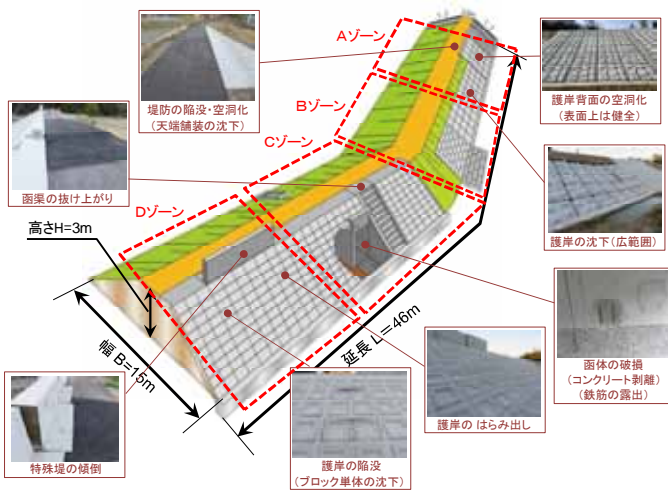 Aゾーン
Bゾーン
Cゾーン
Dゾーン
堤防の陥没・空洞化
(天端舗装の沈下)
護岸背面の空洞化
(表面上は健全)
函渠の抜け上がり
護岸の沈下(広範囲)
高さH=3m
幅 B=15m
延長 L=46m
函体の破損
(コンクリート剥離)
(鉄筋の露出)
特殊堤の傾倒
護岸の陥没
(ブロック単体の沈下)
護岸の はらみ出し